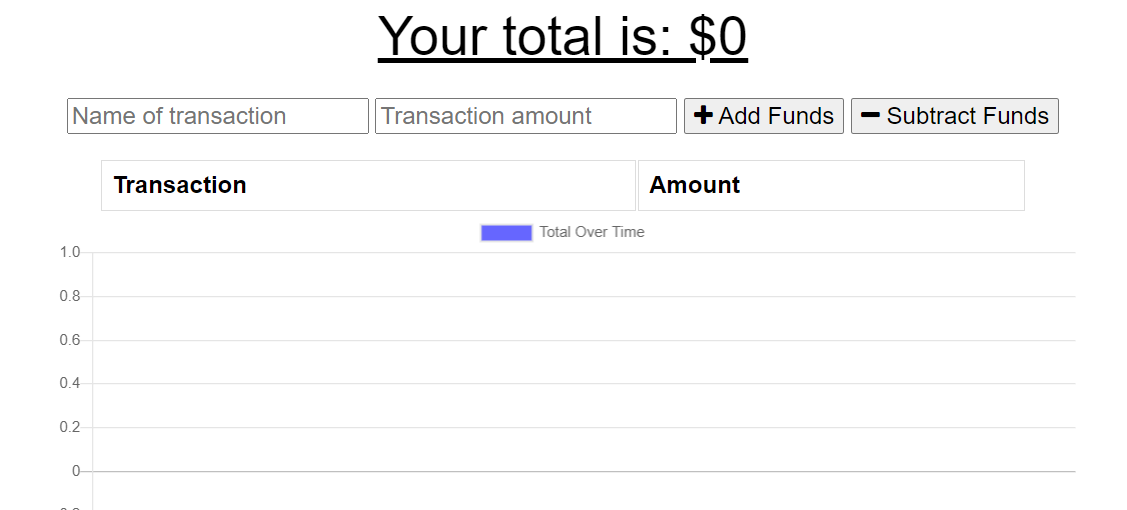 Your total is: $0
Name of transaction Transaction amount + Add Funds − Subtract Funds
Transaction Amount
Total Over Time
1.0
0.8
0.6
0.4
0.2
0